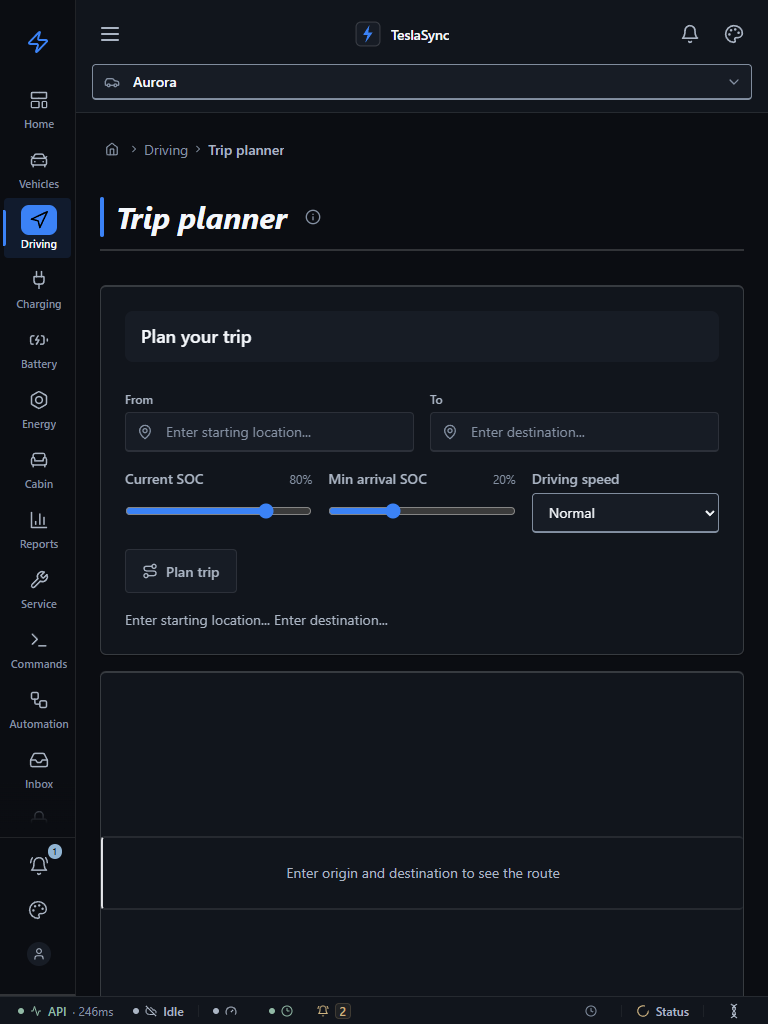 TeslaSync
Aurora
Driving
Trip planner
Home
Vehicles
Driving
Charging
Battery
Energy
Cabin
Reports
Service
Commands
Automation
Inbox
1
Trip planner
Plan your trip
From
To
Enter starting location...
Enter destination...
Current SOC 80%
Min arrival SOC 20%
Driving speed
Normal
Plan trip
Enter starting location... Enter destination...
Enter origin and destination to see the route
API · 246ms
Idle
2
Status